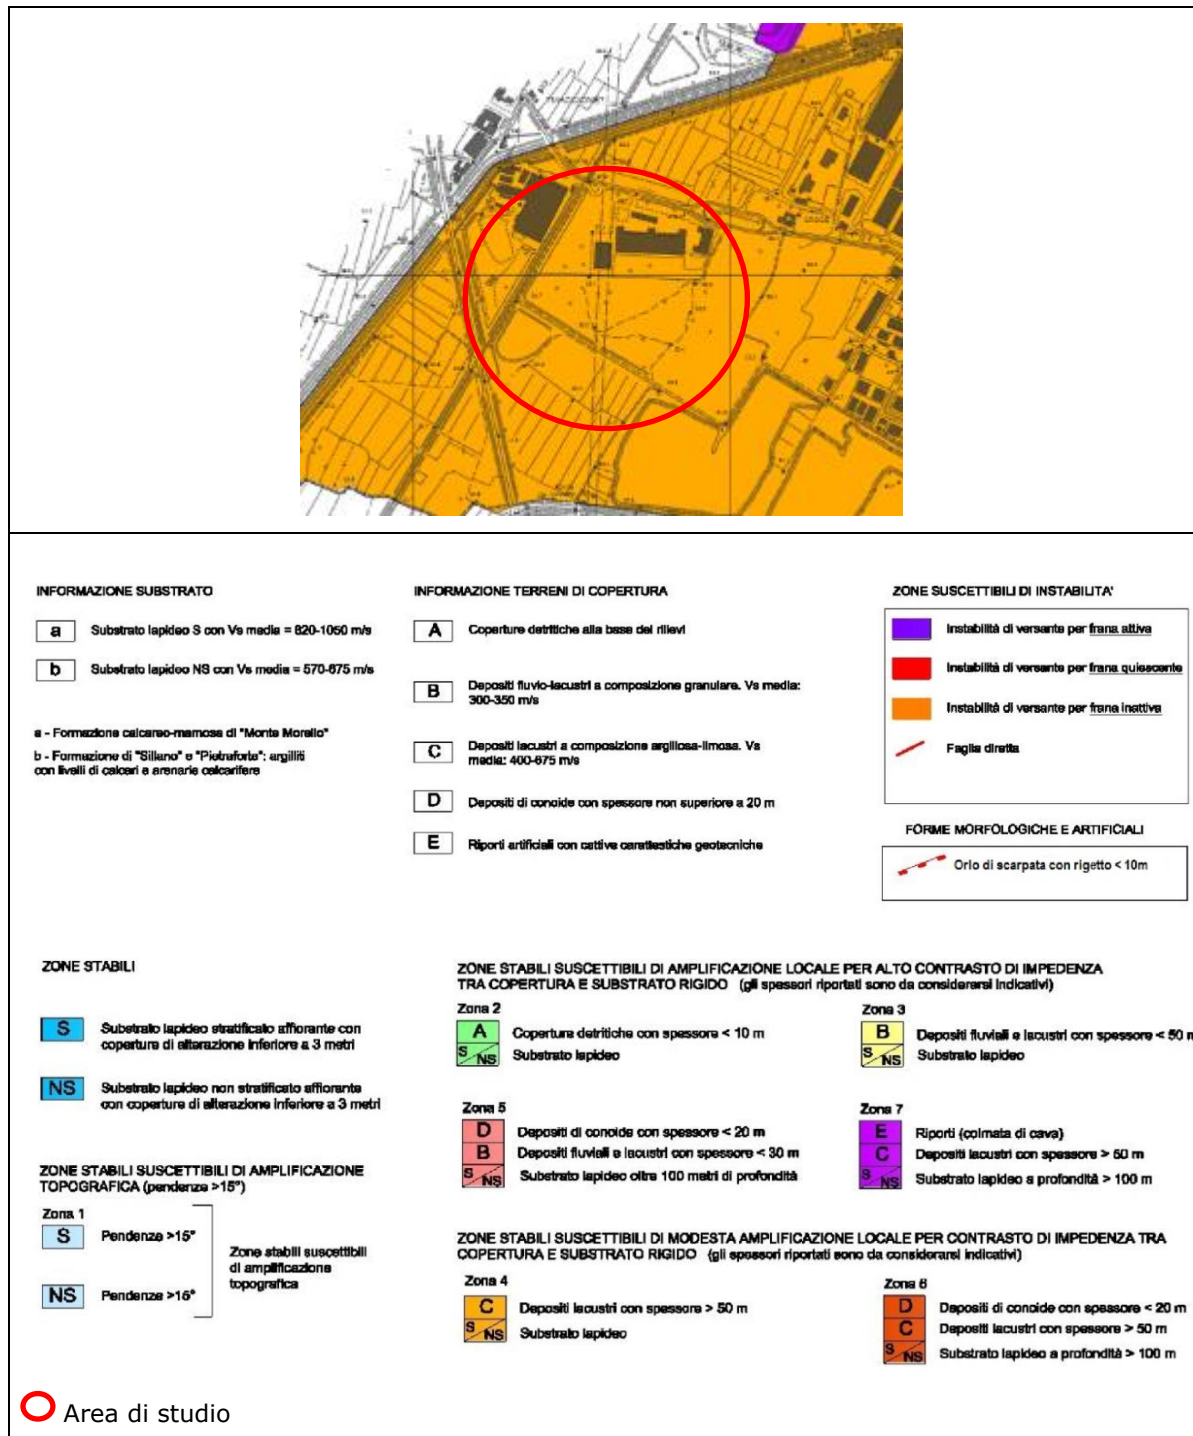 INFORMAZIONE SUBSTRATO
a Substrato lapideo S con Vs media = 820-1050 m/s
b Substrato lapideo NS con Vs media = 570-675 m/s
a - Formazione calcareo-marnosa di "Monte Morello"
b - Formazione di "Sillano" e "Pietraforte": argilliti
con livelli di calcari e arenarie calcarifere
INFORMAZIONE TERRENI DI COPERTURA
A Coperture detritiche alla base dei rilievi
B Depositi fluvio-lacustri a composizione granulare. Vs media:
300-350 m/s
C Depositi lacustri a composizione argillosa-limosa. Vs
media: 400-675 m/s
D Depositi di conoide con spessore non superiore a 20 m
E Riporti artificiali con cattive carattestiche geotecniche
ZONE SUSCETTIBILI DI INSTABILITA'
Instabilità di versante per frana attiva
Instabilità di versante per frana quiescente
Instabilità di versante per frana inattiva
Faglia diretta
FORME MORFOLOGICHE E ARTIFICIALI
Orlo di scarpata con rigetto < 10m
ZONE STABILI
S Substrato lapideo stratificato affiorante con
coperture di alterazione inferiore a 3 metri
NS Substrato lapideo non stratificato affiorante
con coperture di alterazione inferiore a 3 metri
ZONE STABILI SUSCETTIBILI DI AMPLIFICAZIONE
TOPOGRAFICA (pendenze >15°)
Zona 1
S Pendenze >15°
NS Pendenze >15°
Zone stabili suscettibili
di amplificazione
topografica
ZONE STABILI SUSCETTIBILI DI AMPLIFICAZIONE LOCALE PER ALTO CONTRASTO DI IMPEDENZA
TRA COPERTURA E SUBSTRATO RIGIDO (gli spessori riportati sono da considerarsi indicativi)
Zona 2
A Coperture detritiche con spessore < 10 m
S NS Substrato lapideo
Zona 3
B Depositi fluviali e lacustri con spessore < 50 m
S NS Substrato lapideo
Zona 5
D Depositi di conoide con spessore < 20 m
B Depositi fluviali e lacustri con spessore < 30 m
S NS Substrato lapideo oltre 100 metri di profondità
Zona 7
E Riporti (colmata di cava)
C Depositi lacustri con spessore > 50 m
S NS Substrato lapideo a profondità > 100 m
ZONE STABILI SUSCETTIBILI DI MODESTA AMPLIFICAZIONE LOCALE PER CONTRASTO DI IMPEDENZA TRA
COPERTURA E SUBSTRATO RIGIDO (gli spessori riportati sono da considerarsi indicativi)
Zona 4
C Depositi lacustri con spessore > 50 m
S NS Substrato lapideo
Zona 6
D Depositi di conoide con spessore < 20 m
C Depositi lacustri con spessore > 50 m
S NS Substrato lapideo a profondità > 100 m
Area di studio